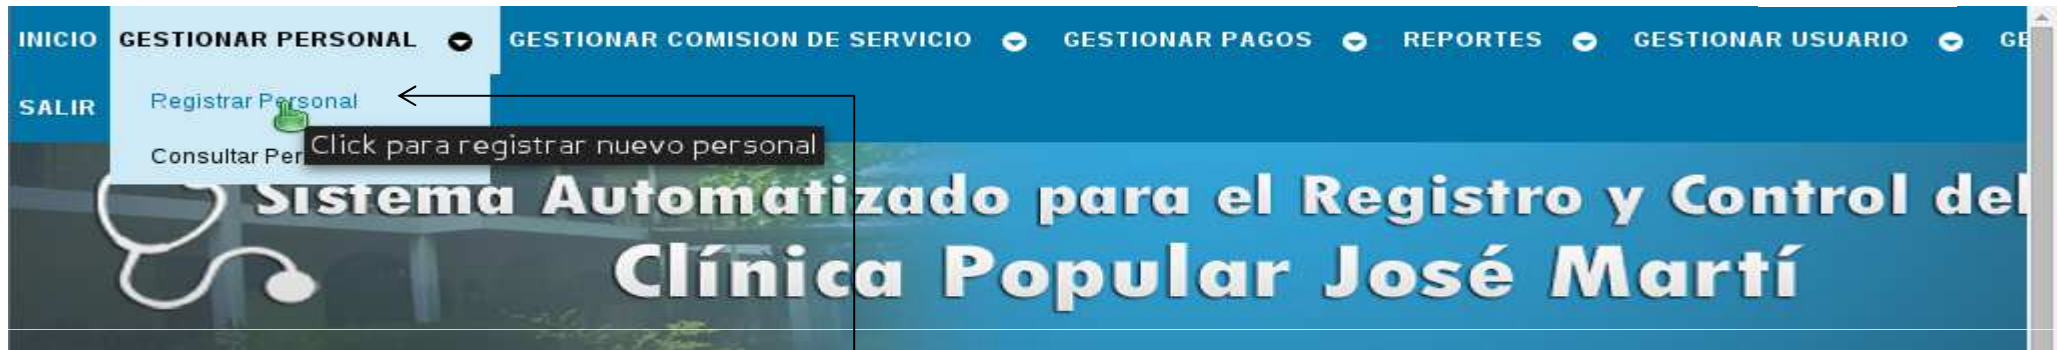 INICIO GESTIONAR PERSONAL GESTIONAR COMISION DE SERVICIO GESTIONAR PAGOS REPORTES GESTIONAR USUARIO GE
SALIR Registrar Personal
Click para registrar nuevo personal
Consultar Per
Sistema Automatizado para el Registro y Control del
Clínica Popular José Martí